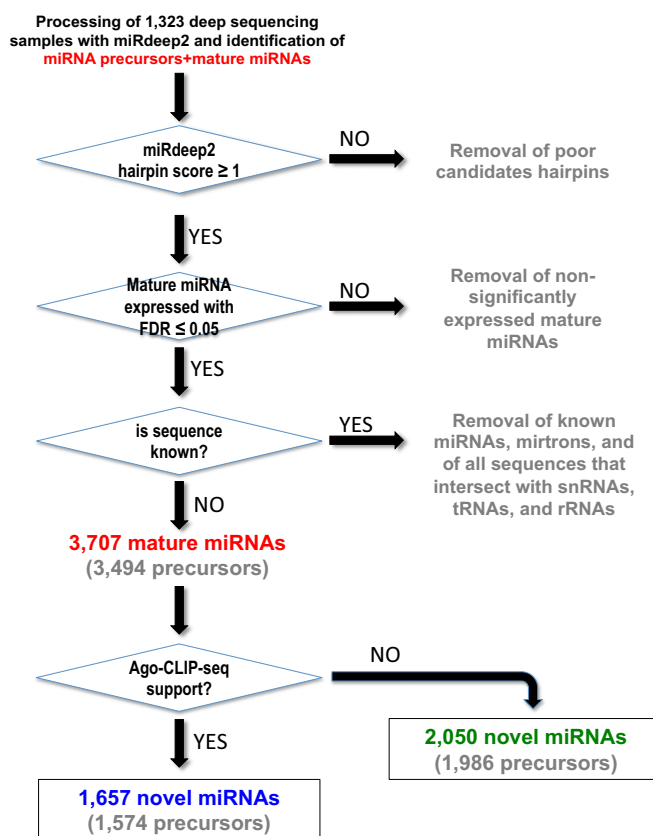 Processing of 1,323 deep sequencing
samples with miRdeep2 and identification of
miRNA precursors+mature miRNAs
miRdeep2
hairpin score ≥ 1
NO
Removal of poor
candidates hairpins
YES
Mature miRNA
expressed with
FDR ≤ 0.05
NO
Removal of non-
significantly
expressed mature
miRNAs
YES
is sequence
known?
YES
Removal of known
miRNAs, mirtrons, and
of all sequences that
intersect with snRNAs,
tRNAs, and rRNAs
NO
3,707 mature miRNAs
(3,494 precursors)
Ago-CLIP-seq
support?
NO
2,050 novel miRNAs
(1,986 precursors)
YES
1,657 novel miRNAs
(1,574 precursors)